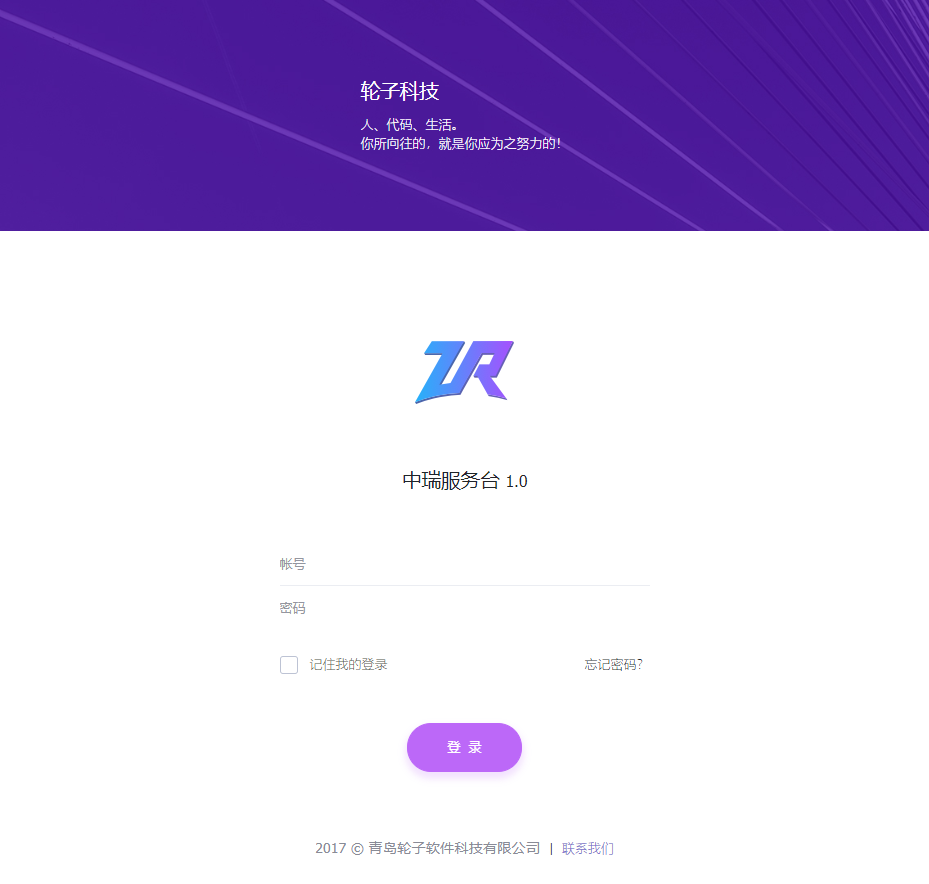 轮子科技
人、代码、生活。
你所向往的，就是你应为之努力的！
ZR
中瑞服务台 1.0
帐号
密码
记住我的登录 忘记密码?
登 录
2017 © 青岛轮子软件科技有限公司 | 联系我们